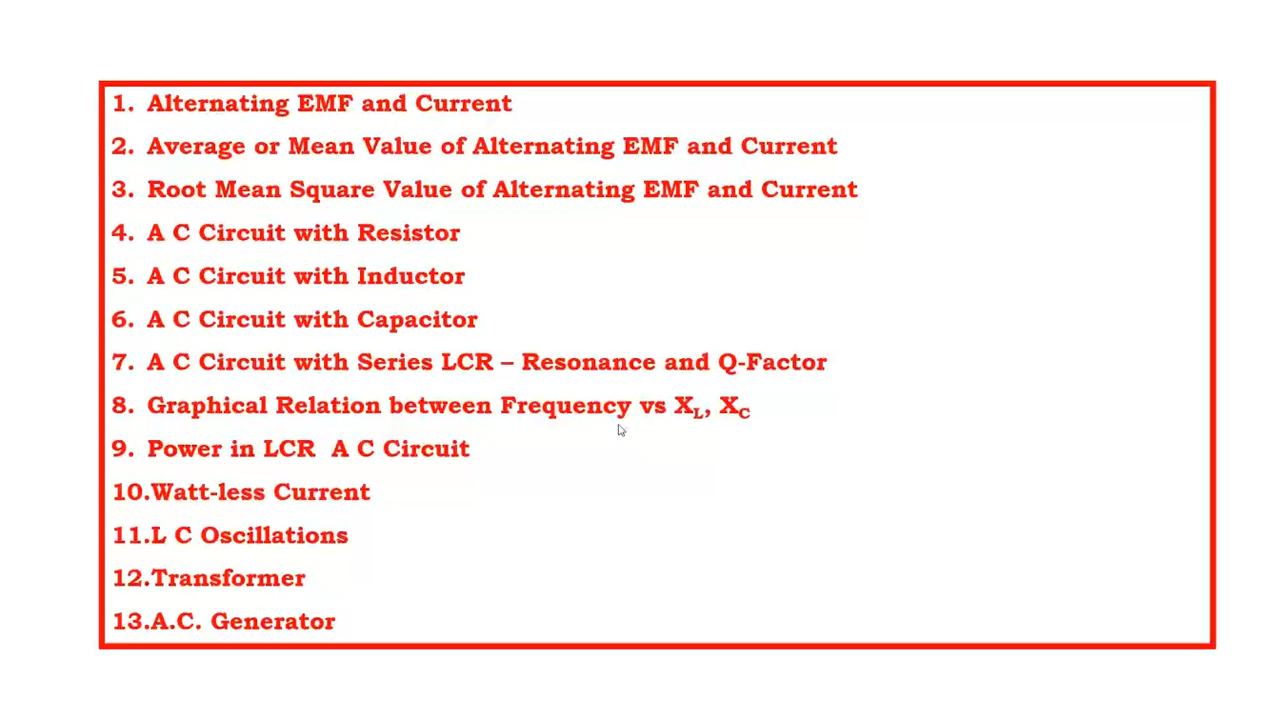 1. Alternating EMF and Current
2. Average or Mean Value of Alternating EMF and Current
3. Root Mean Square Value of Alternating EMF and Current
4. A C Circuit with Resistor
5. A C Circuit with Inductor
6. A C Circuit with Capacitor
7. A C Circuit with Series LCR – Resonance and Q-Factor
8. Graphical Relation between Frequency vs XL, XC
9. Power in LCR  A C Circuit
10.Watt-less Current
11.L C Oscillations
12.Transformer
13.A.C. Generator